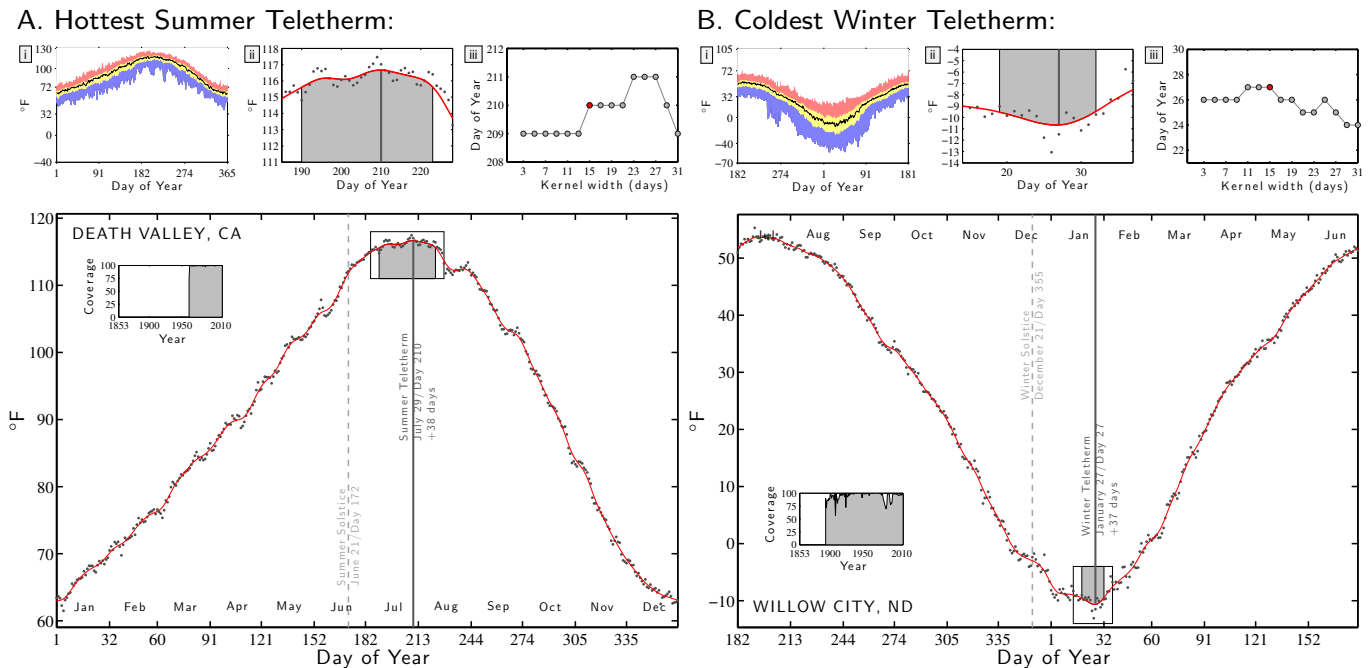 A. Hottest Summer Teletherm:
i
°F
130
100
65
32
0
−40
1
91
181
273
365
Day of Year
ii
°F
118
117
116
115
114
113
112
111
190
200
210
220
Day of Year
iii
Day of Year
212
211
210
209
208
3
7
11
15
19
23
27
31
Kernel width (days)
DEATH VALLEY, CA
Coverage
100
75
50
25
0
1853
1900
1950
2010
Year
°F
120
110
100
90
80
70
60
Summer Solstice
June 21/Day 172
Summer Teletherm
July 29/Day 210
+38 days
Jan
Feb
Mar
Apr
May
Jun
Jul
Aug
Sep
Oct
Nov
Dec
1
32
60
91
121
152
182
213
244
274
305
335
Day of Year
B. Coldest Winter Teletherm:
i
°F
105
65
32
0
−40
−70
182
274
1
91
181
Day of Year
ii
°F
−4
−5
−6
−7
−8
−9
−10
−11
−12
−13
−14
20
30
Day of Year
iii
Day of Year
30
28
26
24
22
3
7
11
15
19
23
27
31
Kernel width (days)
Jul
Aug
Sep
Oct
Nov
Dec
Jan
Feb
Mar
Apr
May
Jun
°F
50
40
30
20
10
0
−10
Winter Solstice
December 21/Day 355
Winter Teletherm
January 27/Day 27
+37 days
Coverage
100
75
50
25
0
1853
1900
1950
2010
Year
WILLOW CITY, ND
182
213
244
274
305
335
1
32
60
91
121
152
Day of Year